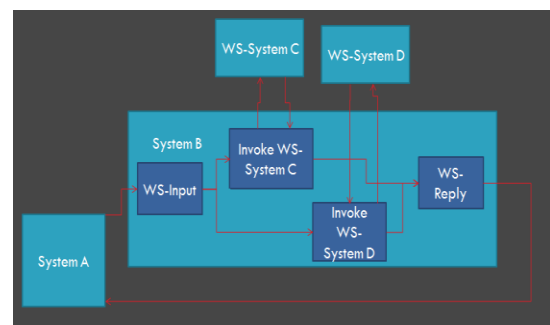 WS-System C
WS-System D
System B
Invoke WS-
System C
WS-Input
WS-
Reply
Invoke
WS-
System D
System A